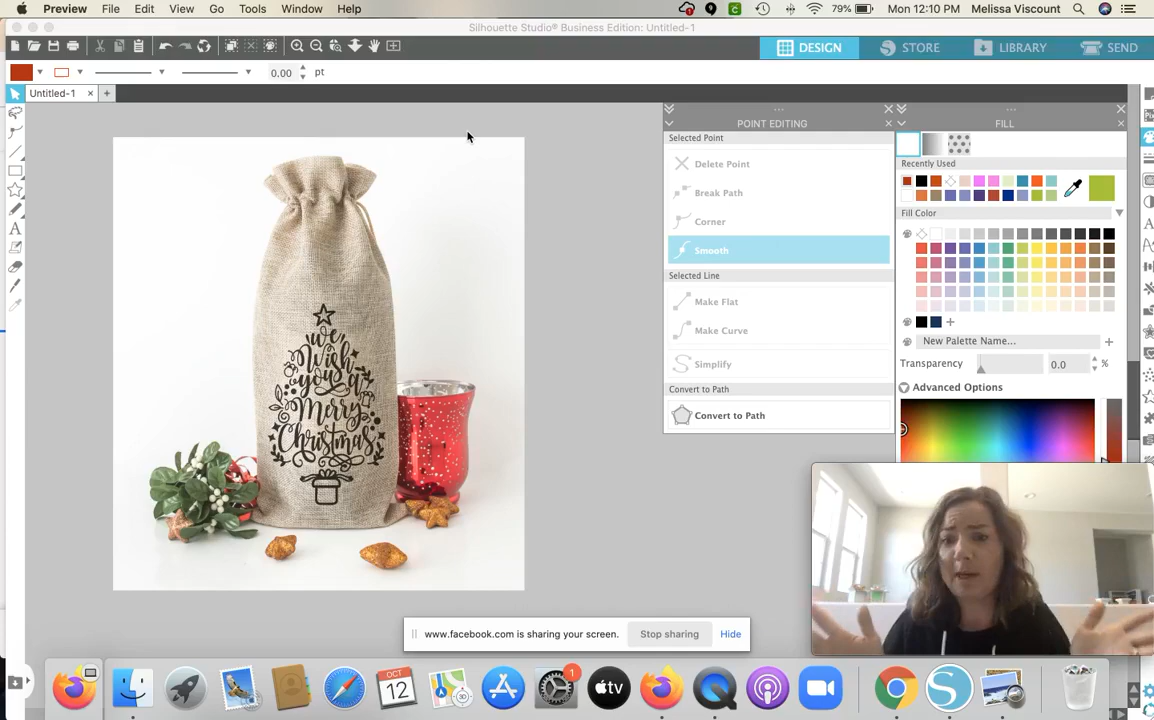 Preview File Edit View Go Tools Window Help 79% Mon 12:10 PM Melissa Viscount
Silhouette Studio® Business Edition: Untitled-1
DESIGN STORE LIBRARY SEND
0.00 pt
Untitled-1
POINT EDITING
FILL
Selected Point
Delete Point
Break Path
Corner
Smooth
Selected Line
Make Flat
Make Curve
Simplify
Convert to Path
Convert to Path
Recently Used
Fill Color
New Palette Name...
Transparency 0.0 %
Advanced Options
we
Wish
you a
Merry
Christmas
www.facebook.com is sharing your screen. Stop sharing Hide
OCT
12
3D
tv
1
S